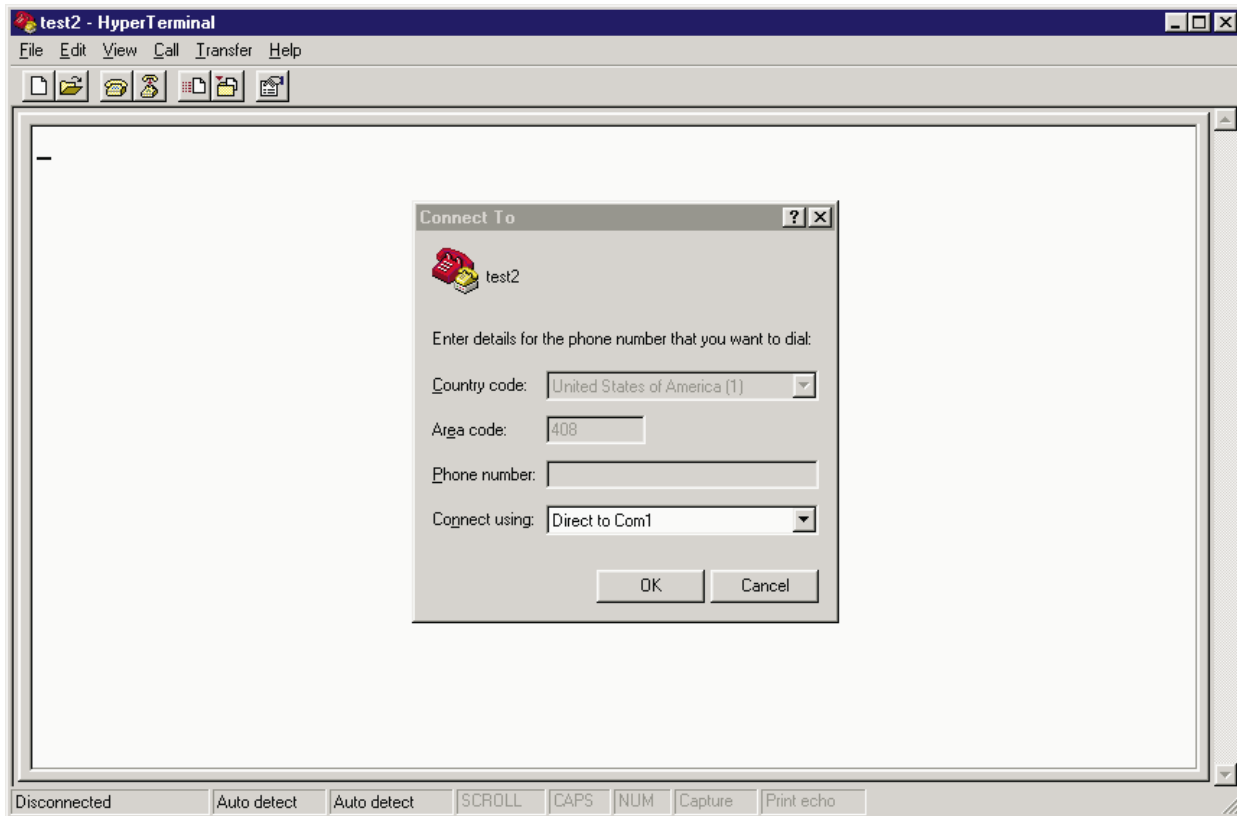 test2 - HyperTerminal
File Edit View Call Transfer Help
Connect To
?
test2
Enter details for the phone number that you want to dial:
Country code: United States of America (1)
Area code: 408
Phone number:
Connect using: Direct to Com1
OK Cancel
Disconnected Auto detect Auto detect SCROLL CAPS NUM Capture Print echo